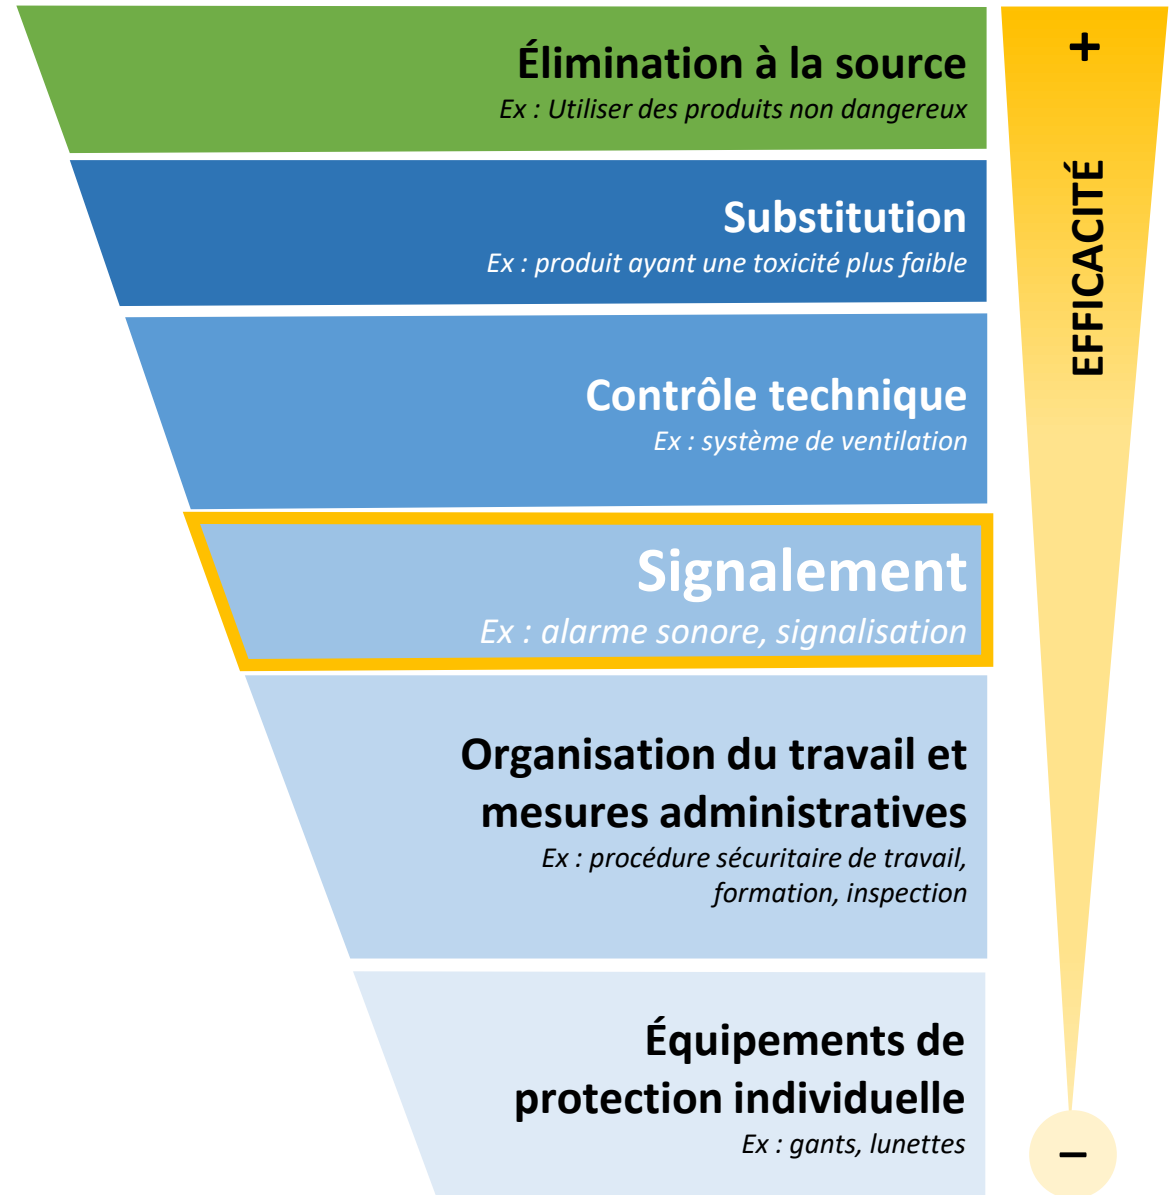 Élimination à la source
Ex : Utiliser des produits non dangereux
Substitution
Ex : produit ayant une toxicité plus faible
Contrôle technique
Ex : système de ventilation
Signalement
Ex : alarme sonore, signalisation
Organisation du travail et
mesures administratives
Ex : procédure sécuritaire de travail,
formation, inspection
Équipements de
protection individuelle
Ex : gants, lunettes
+
EFFICACITÉ
–